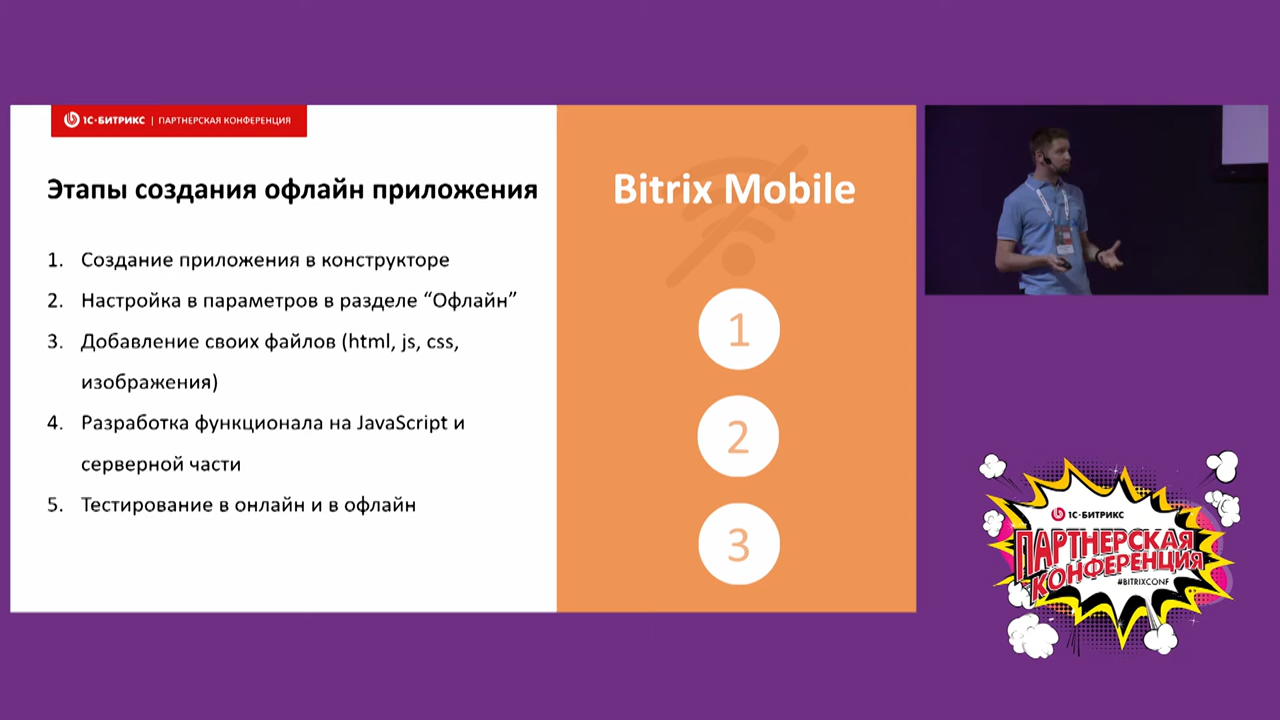 1С-БИТРИКС | ПАРТНЕРСКАЯ КОНФЕРЕНЦИЯ
Этапы создания офлайн приложения
1. Создание приложения в конструкторе
2. Настройка в параметров в разделе “Офлайн”
3. Добавление своих файлов (html, js, css,
изображения)
4. Разработка функционала на JavaScript и
серверной части
5. Тестирование в онлайн и в офлайн
Bitrix Mobile
1
2
3
1С-БИТРИКС
ПАРТНЕРСКАЯ
КОНФЕРЕНЦИЯ
#BITRIXCONF